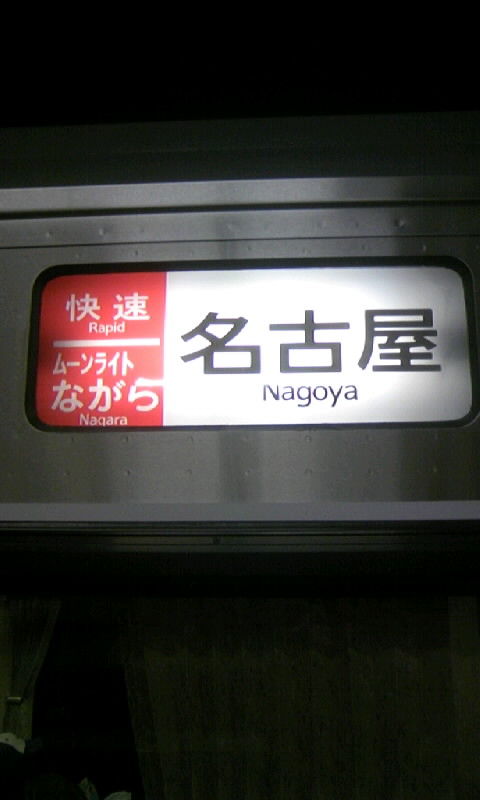 快速
Rapid
ムーンライト
ながら
Nagara
名古屋
Nagoya